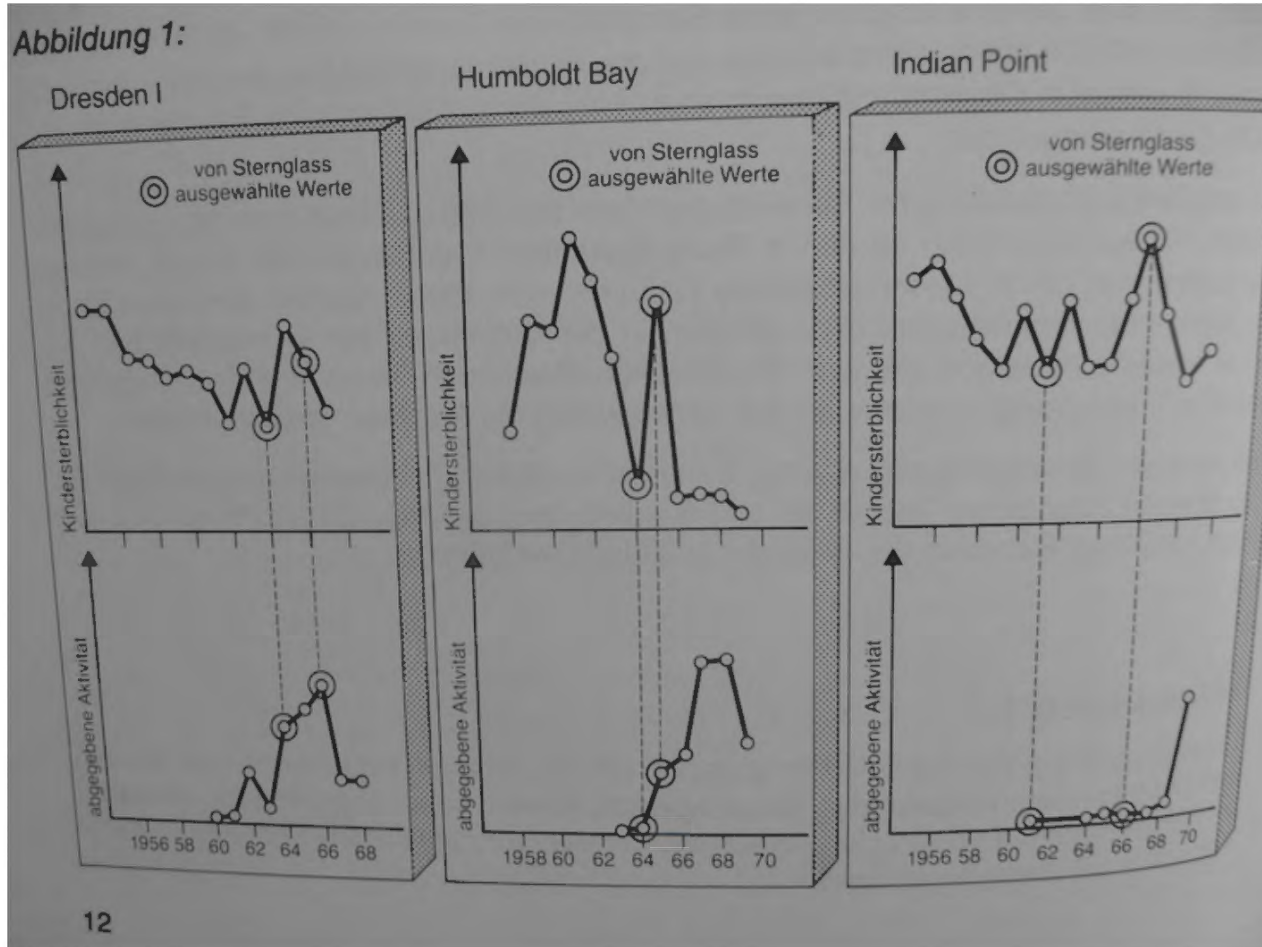 Abbildung 1:
Dresden I
von Sternglass
ausgewählte Werte
Kindersterblichkeit
abgegebene Aktivität
1956 58 60 62 64 66 68
Humboldt Bay
von Sternglass
ausgewählte Werte
Kindersterblichkeit
abgegebene Aktivität
1958 60 62 64 66 68 70
Indian Point
von Sternglass
ausgewählte Werte
Kindersterblichkeit
abgegebene Aktivität
1956 58 60 62 64 66 68 70
12